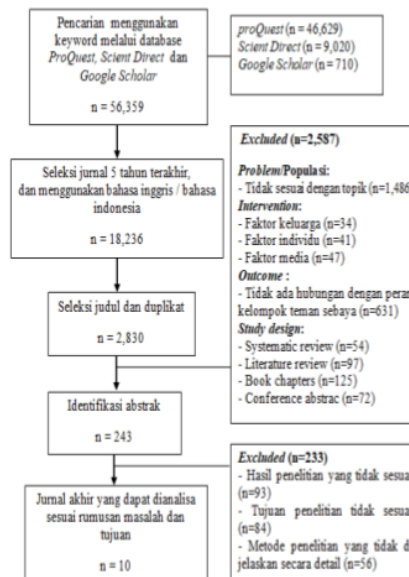 Pencarian menggunakan
keyword melalui database
ProQuest, Scient Direct dan
Google Scholar
n = 56,359
proQuest (n = 46,629)
Scient Direct (n = 9,020)
Google Scholar (n = 710)
Seleksi jurnal 5 tahun terakhir,
dan menggunakan bahasa inggris / bahasa
indonesia
n = 18,236
Seleksi judul dan duplikat
n = 2,830
Excluded (n=2,587)
Problem/Populasi:
- Tidak sesuai dengan topik (n=1,486
Intervention:
- Faktor keluarga (n=34)
- Faktor individu (n=41)
- Faktor media (n=47)
Outcome :
- Tidak ada hubungan dengan peran
kelompok teman sebaya (n=631)
Study design:
- Systematic review (n=54)
- Literature review (n=97)
- Book chapters (n=125)
- Conference abstrac (n=72)
Identifikasi abstrak
n = 243
Excluded (n=233)
- Hasil penelitian yang tidak sesua
(n=93)
- Tujuan penelitian tidak sesua
(n=84)
- Metode penelitian yang tidak d
jelaskan secara detail (n=56)
Jurnal akhir yang dapat dianalisa
sesuai rumusan masalah dan
tujuan
n = 10